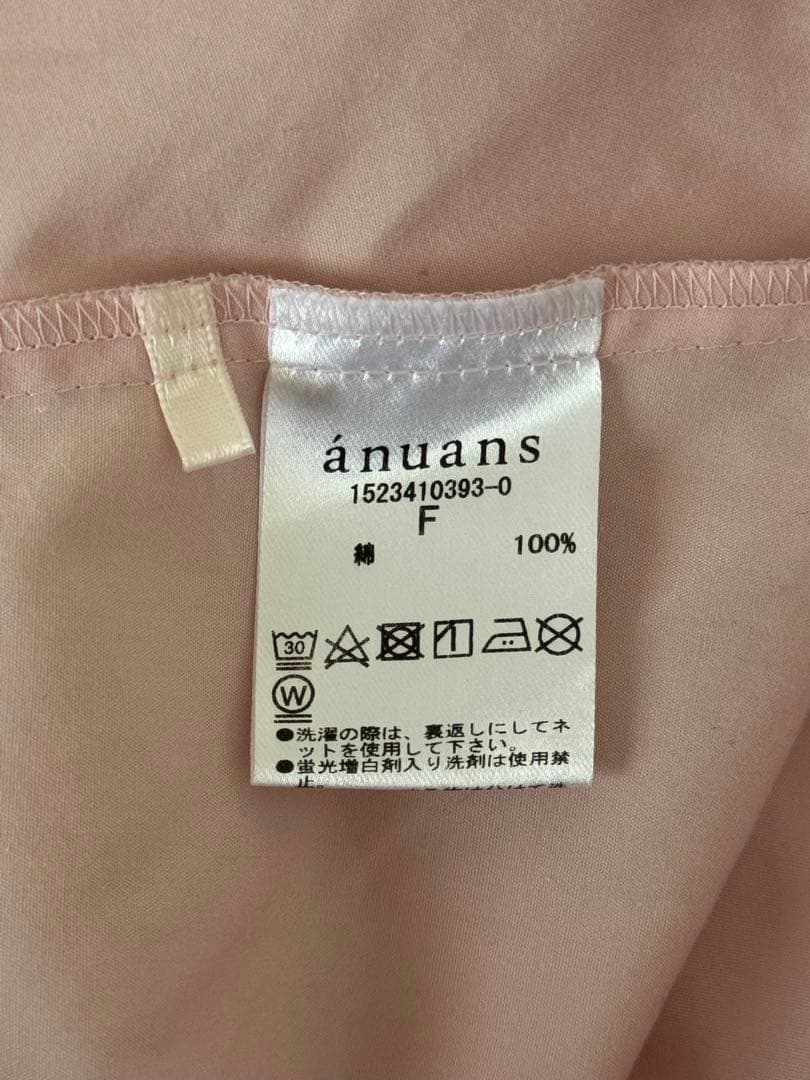 ánuans
1523410393-0
F
綿 100%
30
W
●洗濯の際は、裏返しにしてネ
ットを使用して下さい。
●蛍光増白剤入り洗剤は使用禁
止。